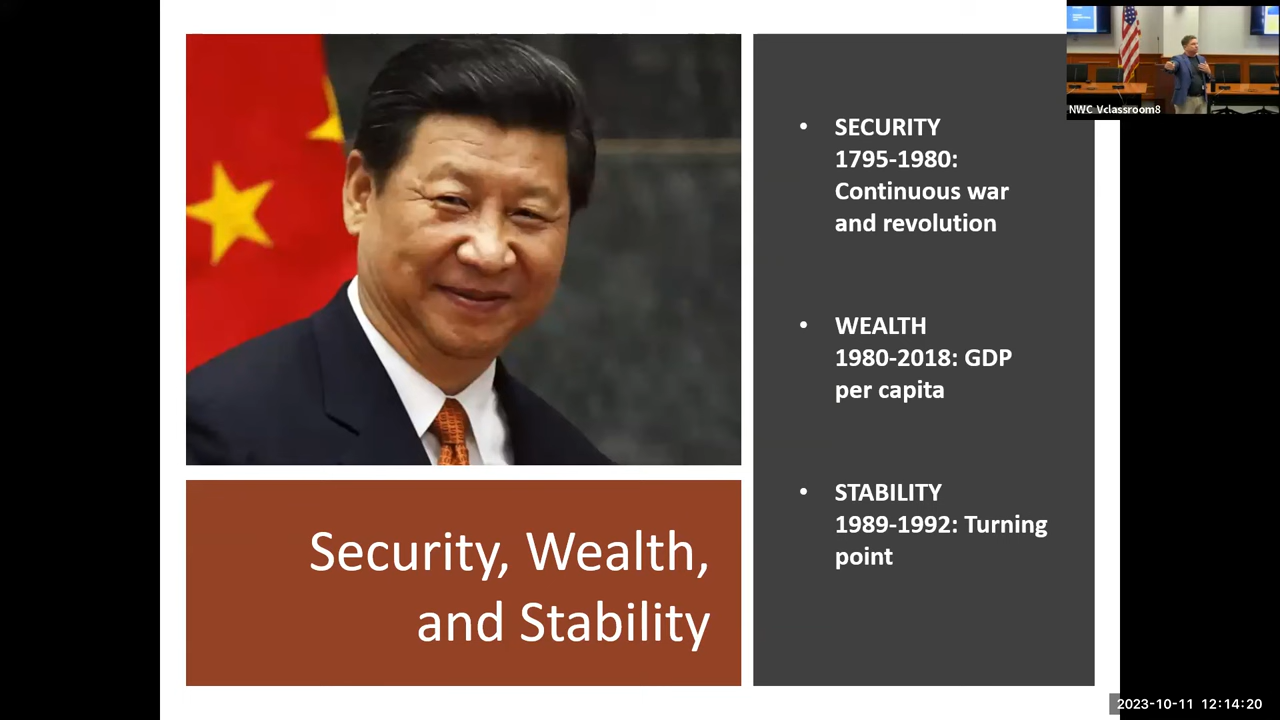 NWC Vclassroom8
• SECURITY
1795-1980:
Continuous war
and revolution
• WEALTH
1980-2018: GDP
per capita
• STABILITY
1989-1992: Turning
point
Security, Wealth,
and Stability
2023-10-11 12:14:20